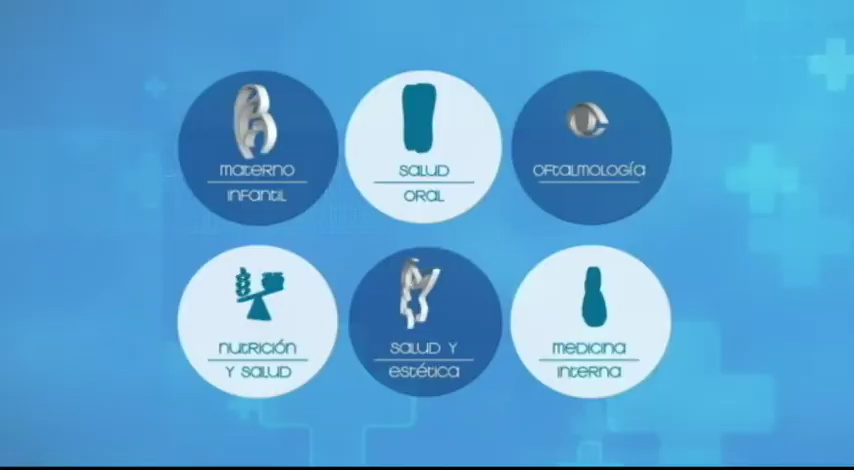 materno
infantil
salud
oral
oftalmología
nutrición
y salud
salud y
estética
medicina
interna